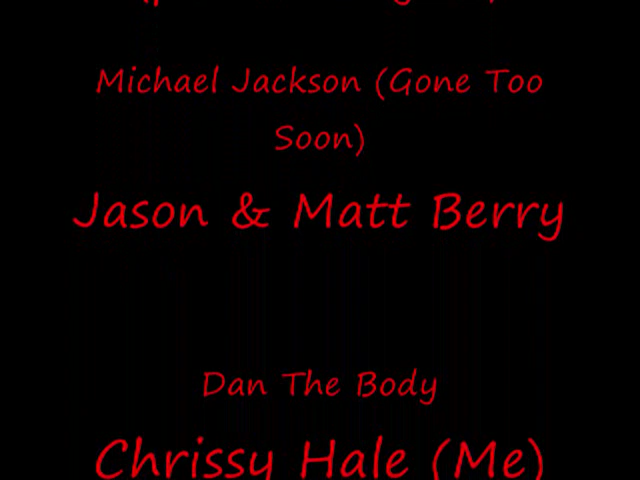 Michael Jackson (Gone Too
Soon)
Jason & Matt Berry
Dan The Body
Chrissy Hale (Me)